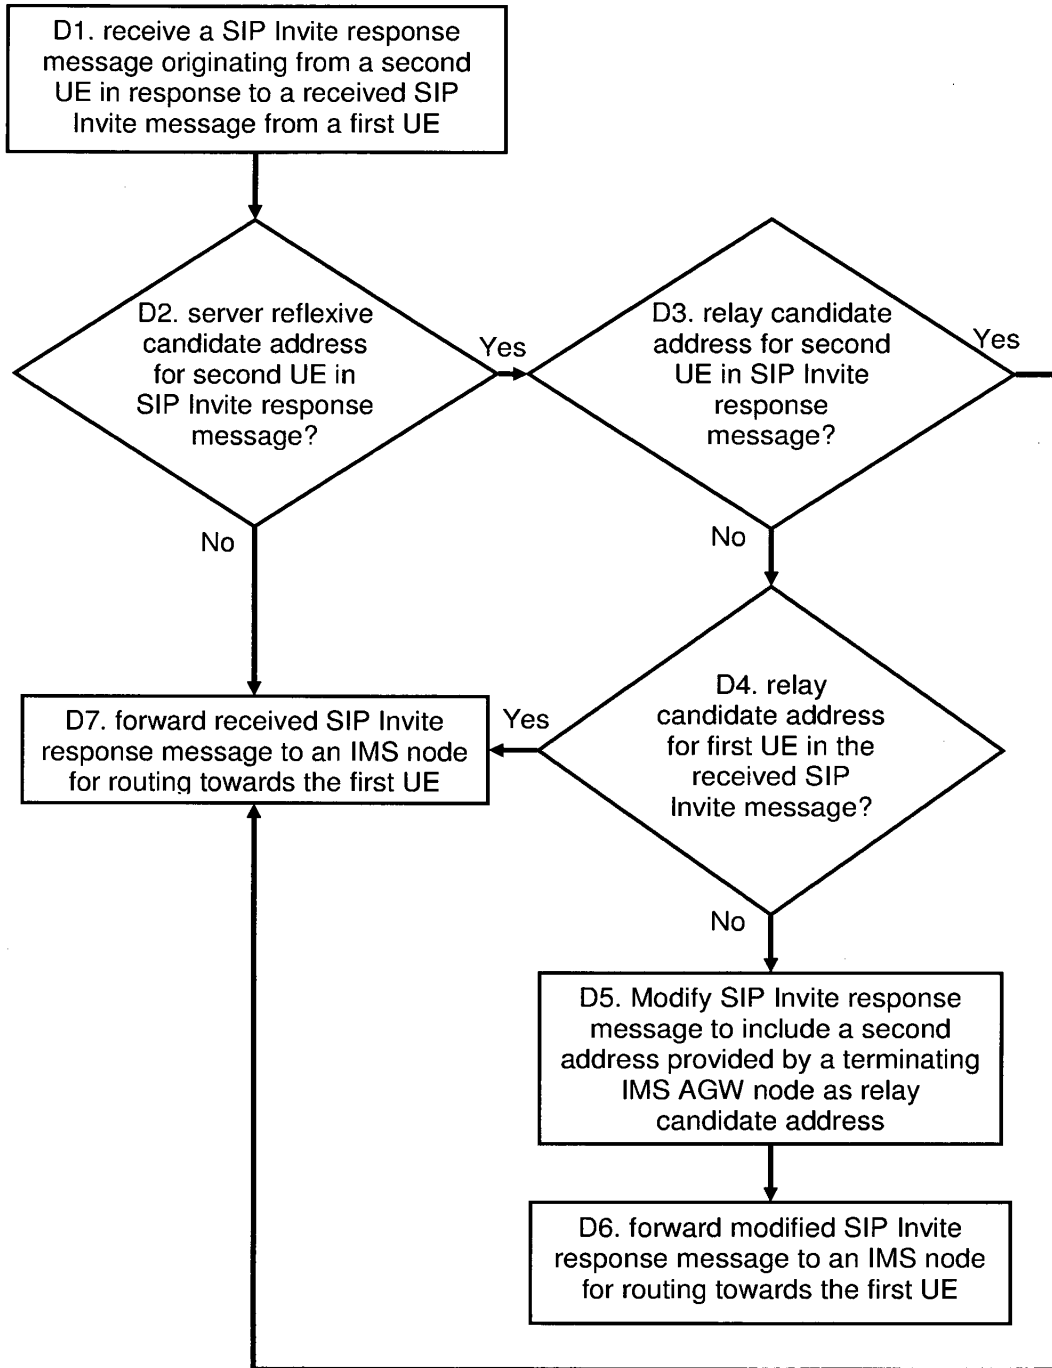 D1. receive a SIP Invite response
message originating from a second
UE in response to a received SIP
Invite message from a first UE
D2. server reflexive
candidate address
for second UE in
SIP Invite response
message?
Yes
No
D3. relay candidate
address for second
UE in SIP Invite
response
message?
Yes
No
D4. relay
candidate address
for first UE in the
received SIP
Invite message?
Yes
No
D7. forward received SIP Invite
response message to an IMS node
for routing towards the first UE
D5. Modify SIP Invite response
message to include a second
address provided by a terminating
IMS AGW node as relay
candidate address
D6. forward modified SIP Invite
response message to an IMS node
for routing towards the first UE